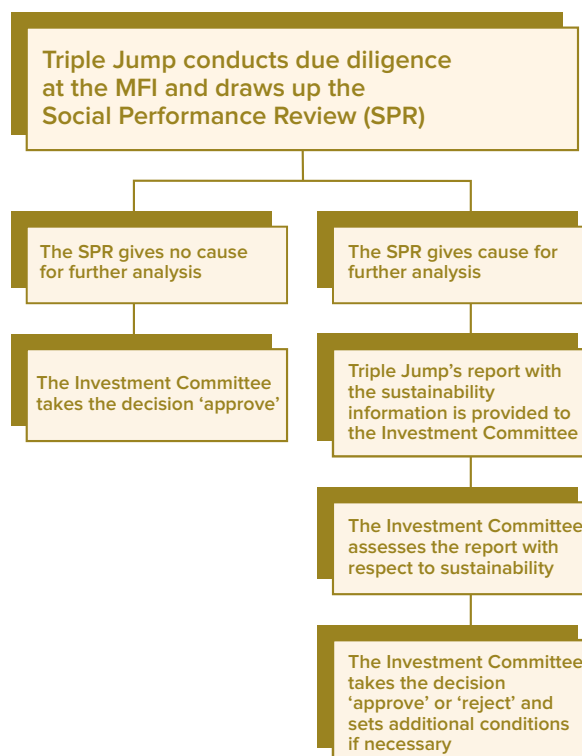 Triple Jump conducts due diligence
at the MFI and draws up the
Social Performance Review (SPR)
The SPR gives no cause
for further analysis
The Investment Committee
takes the decision ‘approve’
The SPR gives cause for
further analysis
Triple Jump’s report with
the sustainability
information is provided to
the Investment Committee
The Investment Committee
assesses the report with
respect to sustainability
The Investment Committee
takes the decision
‘approve’ or ‘reject’ and
sets additional conditions
if necessary